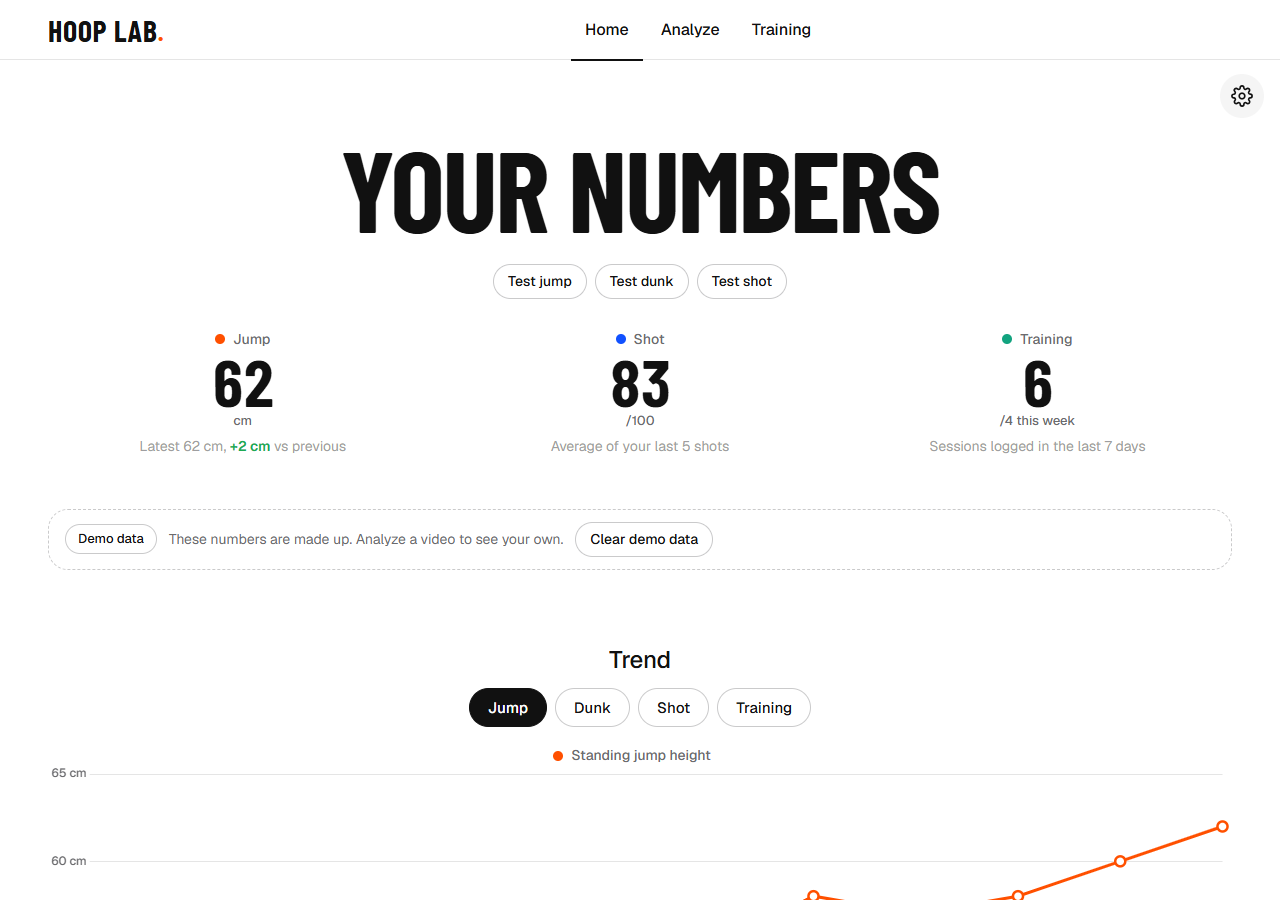 HOOP LAB.
Home Analyze Training
YOUR NUMBERS
Test jump Test dunk Test shot
Jump
62
cm
Latest 62 cm, +2 cm vs previous
Shot
83
/100
Average of your last 5 shots
Training
6
/4 this week
Sessions logged in the last 7 days
Demo data These numbers are made up. Analyze a video to see your own. Clear demo data
Trend
Jump Dunk Shot Training
Standing jump height
65 cm
60 cm